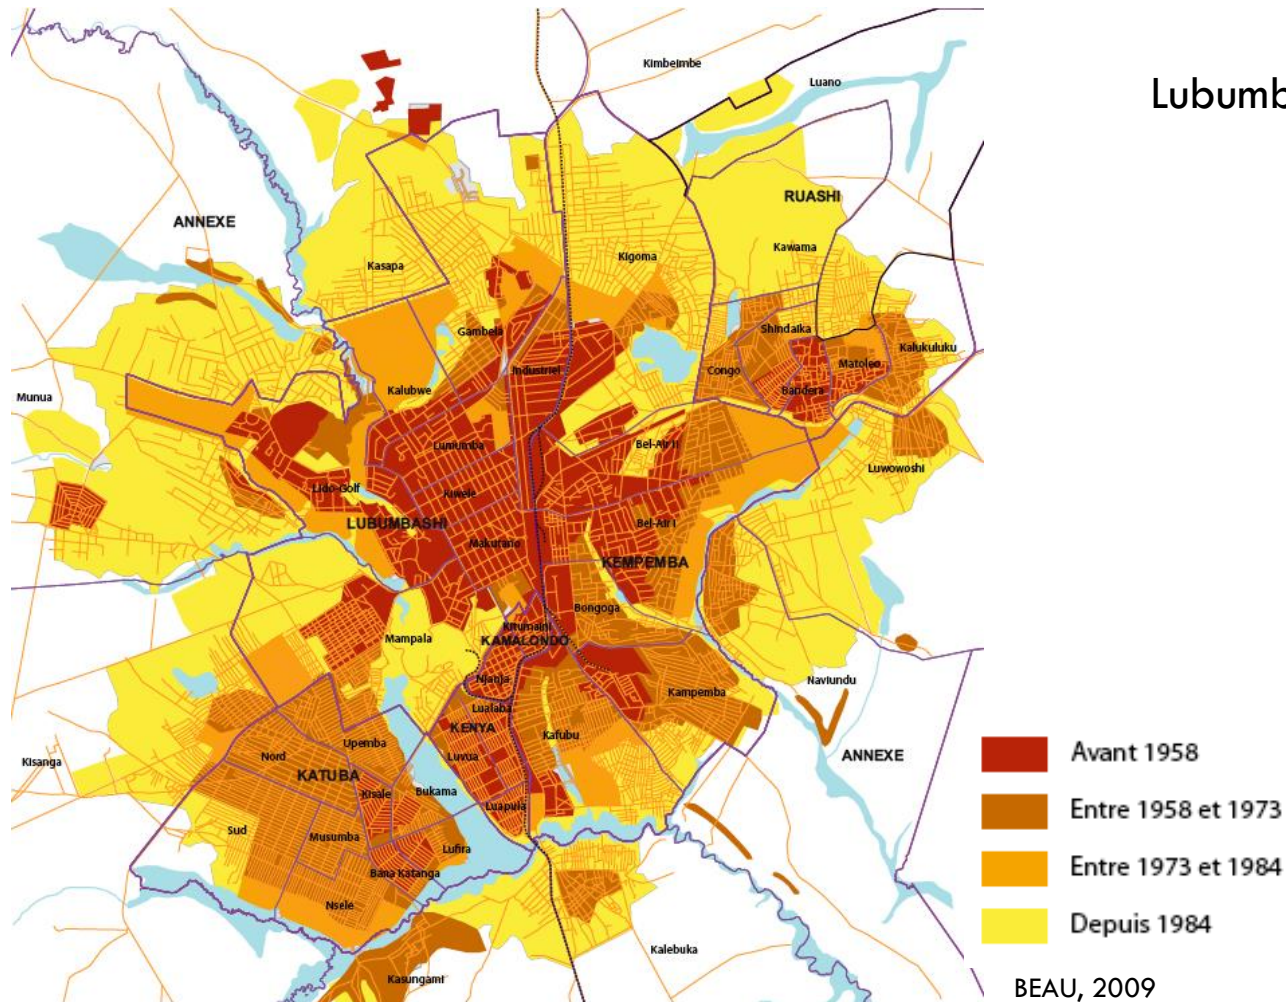 Lubumb
Kimbeimbe
Luano
RUASHI
ANNEXE
Kawama
Kigoma
Kasapa
Shindaika
Gambela
Kalukuluku
Matoleo
Congo
Industriel
Bandera
Kalubwe
Munua
Lumumba
Bel-Air II
Luwowoshi
Lido-Golf
Kiwele
LUBUMBASHI
Bel-Air I
Makutano
KEMPEMBA
Bongoga
Kitumaini
Mampala
KAMALONDO
Njanja
Naviundu
Kampemba
Lualaba
KENYA
Kafubu
Upemba
Nord
Luvua
ANNEXE
Kisanga
KATUBA
Kisale
Bukama
Luapula
Sud
Musumba
Lufira
Bana Katanga
Nsele
Kalebuka
Kasungami
Avant 1958
Entre 1958 et 1973
Entre 1973 et 1984
Depuis 1984
BEAU, 2009